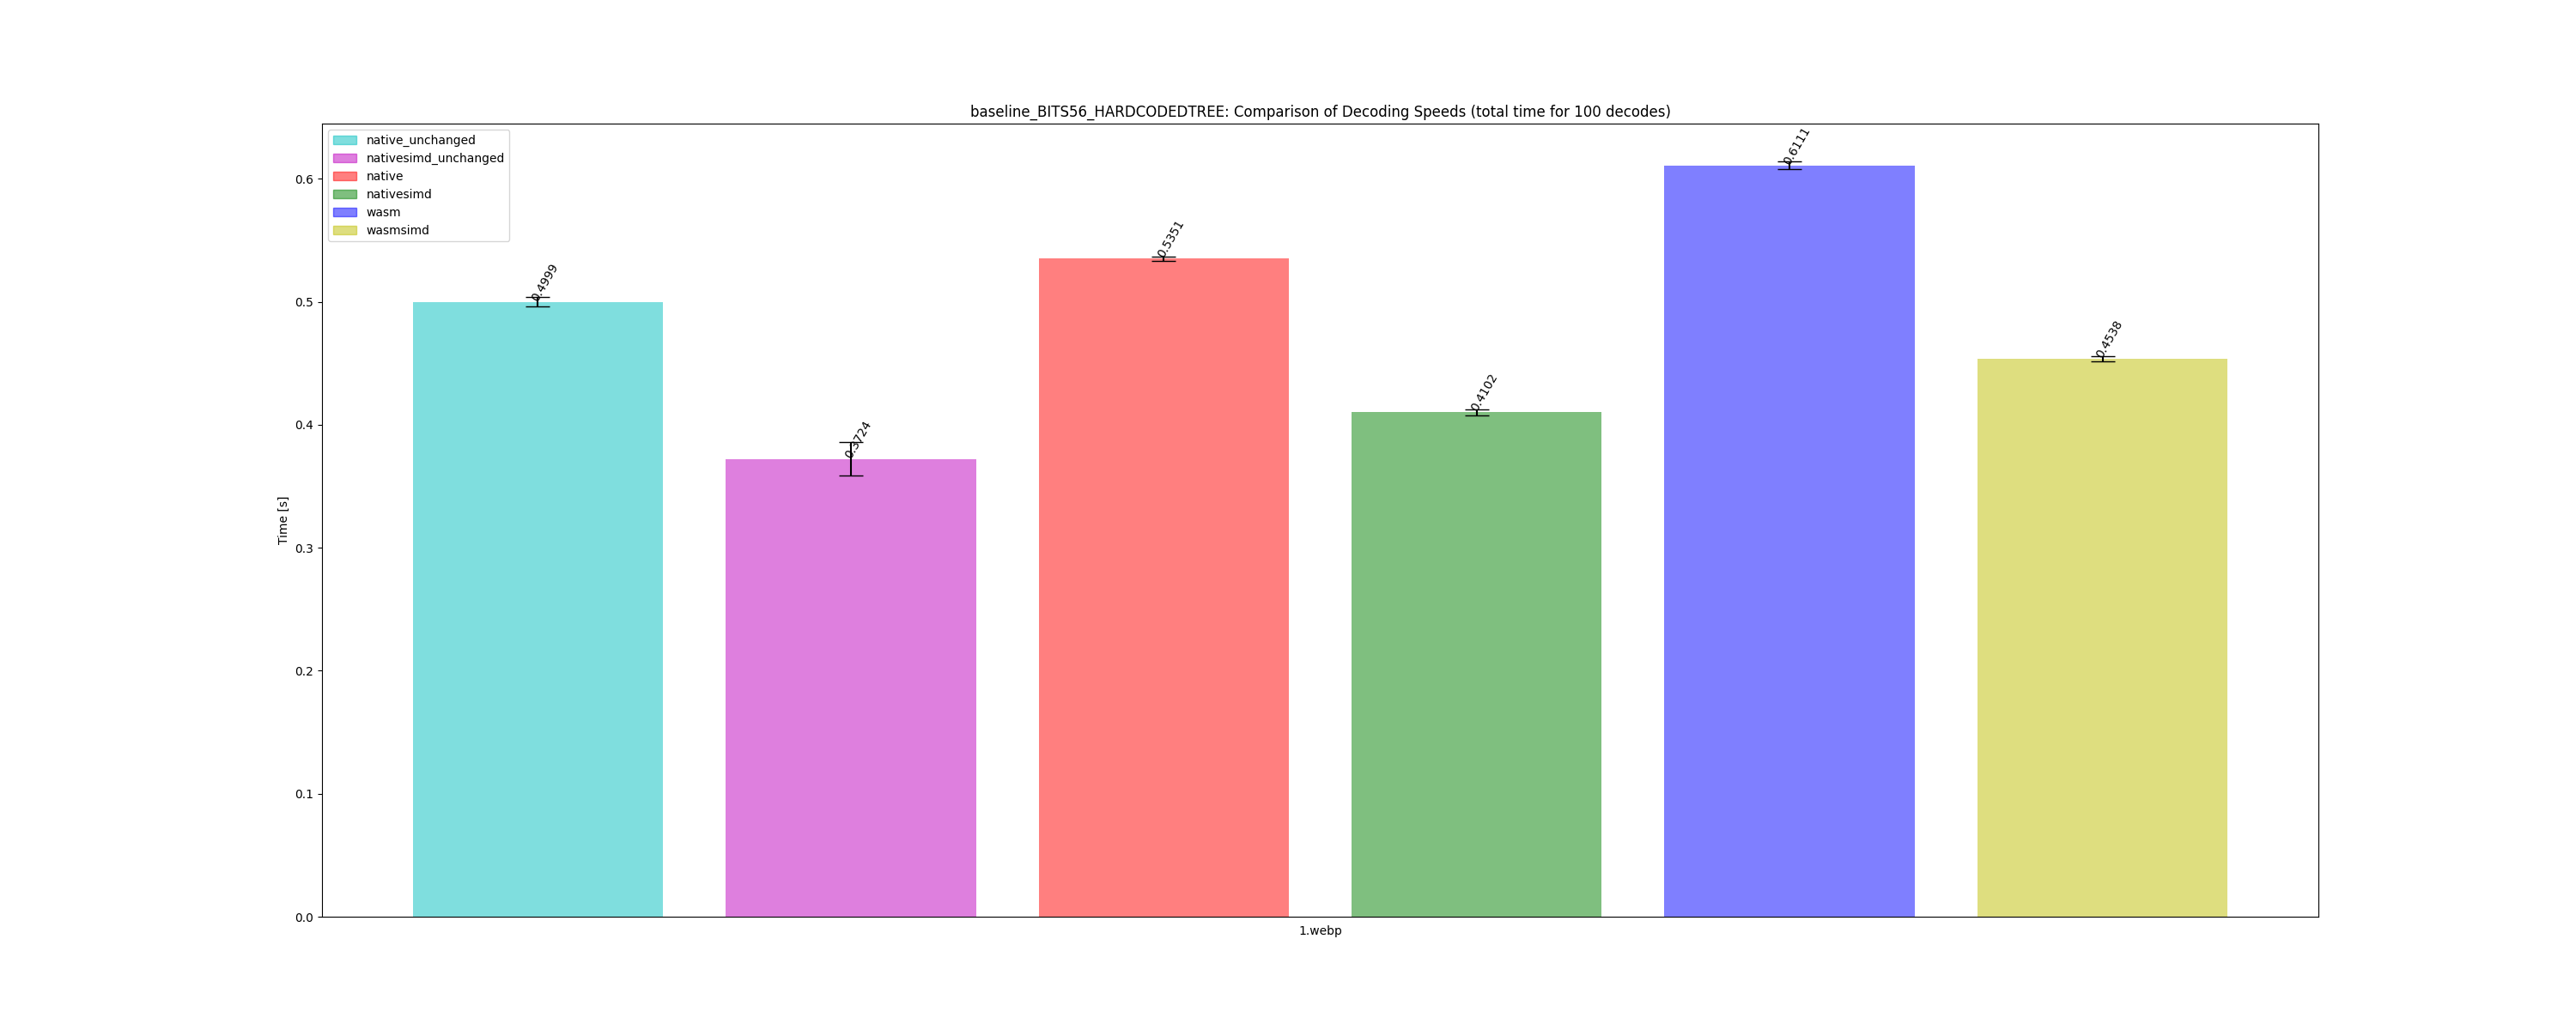 baseline_BITS56_HARDCODEDTREE: Comparison of Decoding Speeds (total time for 100 decodes)
native_unchanged
nativesimd_unchanged
native
nativesimd
wasm
wasmsimd
0.6111
0.5351
0.4999
0.4538
0.4102
0.3724
Time [s]
0.6
0.5
0.4
0.3
0.2
0.1
0.0
1.webp